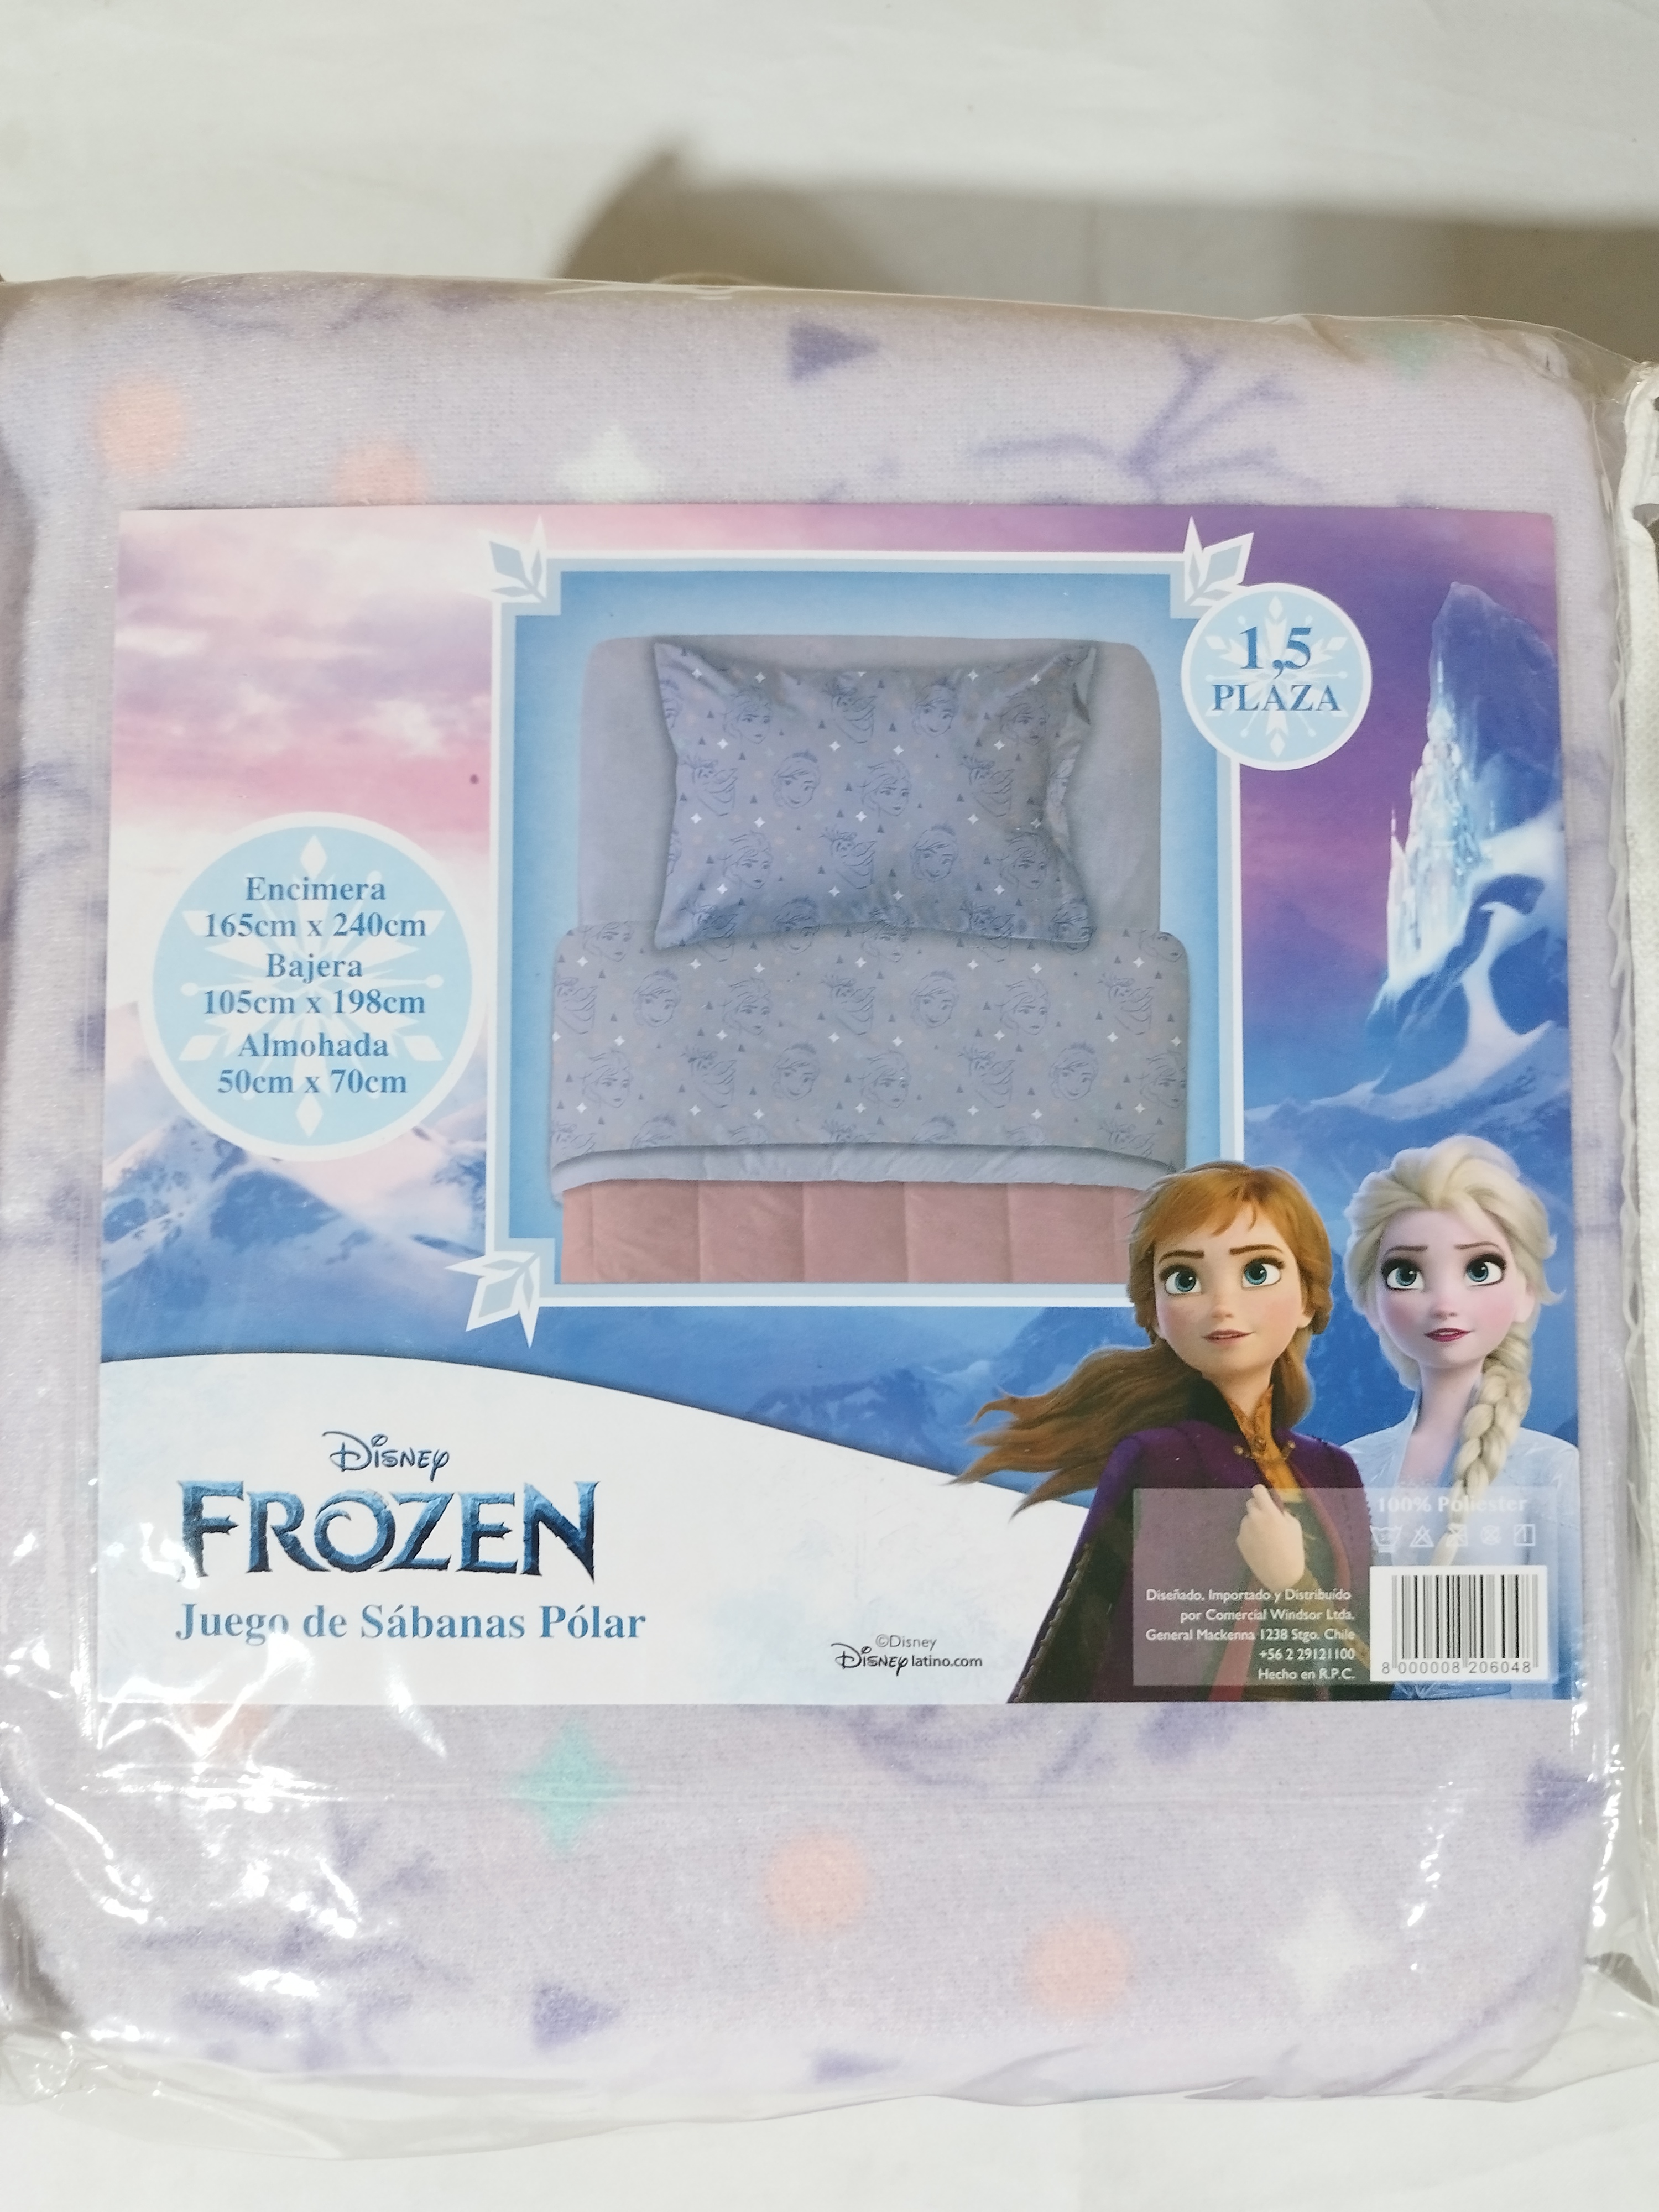 1,5
PLAZA
Encimera
165cm x 240cm
Bajera
105cm x 198cm
Almohada
50cm x 70cm
Disney
FROZEN
Juego de Sábanas Pólar
©Disney
Disney latino.com
100% Poliester
Diseñado, Importado y Distribuído
por Comercial Windsor Ltda.
General Mackenna 1238 Stgo. Chile
+56 2 29121100
Hecho en R.P.C.
8 000008 206048